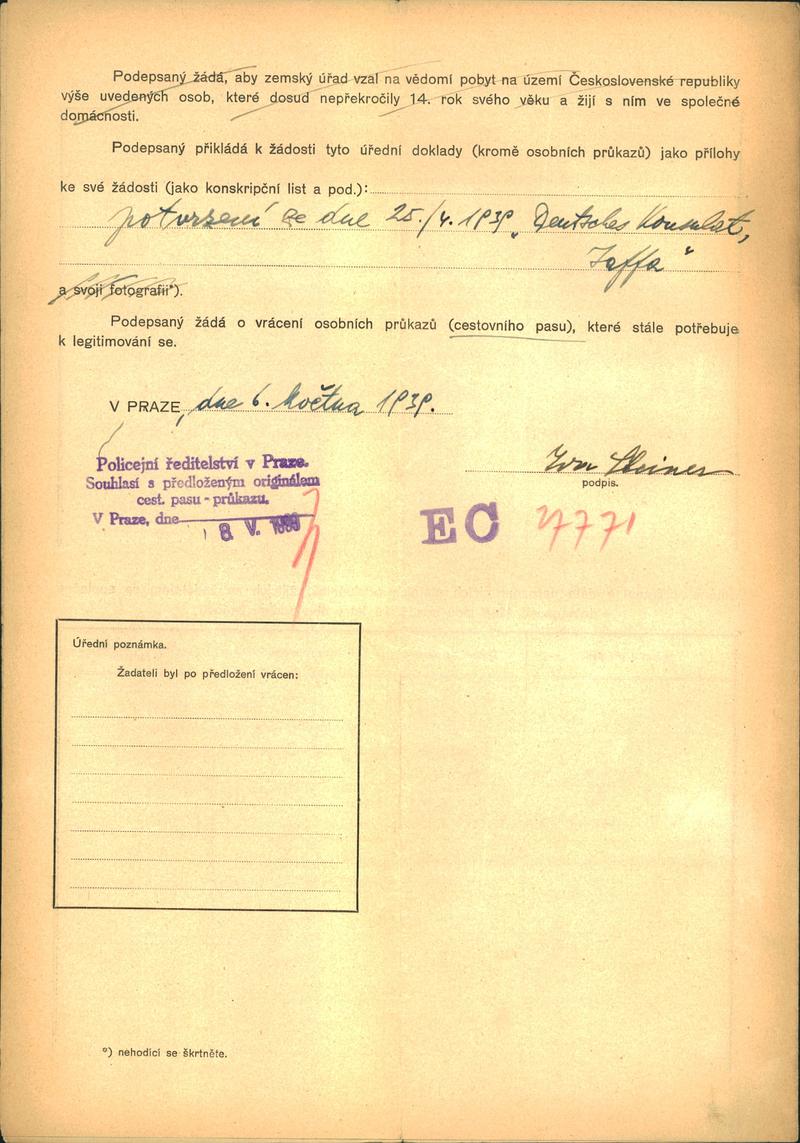 Podepsaný žádá, aby zemský úřad vzal na vědomí pobyt na území Československé republiky
výše uvedených osob, které dosud nepřekročily 14. rok svého věku a žijí s ním ve společné
domácnosti.
Podepsaný přikládá k žádosti tyto úřední doklady (kromě osobních průkazů) jako přílohy
ke své žádosti (jako konskripční list a pod.):
potvrzení ze dne 25./4. 1939 „Deutsches Konsulat,
Jaffa"
a svoji fotografii*).
Podepsaný žádá o vrácení osobních průkazů (cestovního pasu), které stále potřebuje
k legitimování se.
V PRAZE, dne 6. května 1939.
Policejní ředitelství v Praze.
Souhlasí s předloženým originálem
cest. pasu - průkazu.
V Praze, dne
8 V. 1939
Steiner
podpis.
EC 7771
Úřední poznámka.
Žadateli byl po předložení vrácen:
*) nehodící se škrtněte.